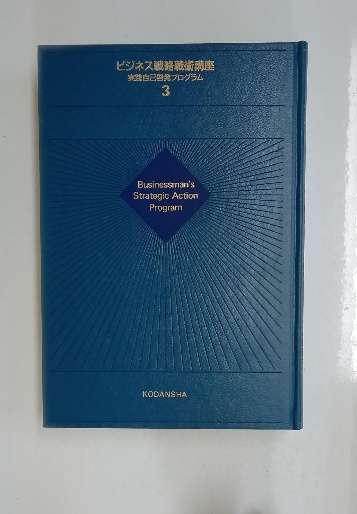 ビジネス戦略戦術講座
実践自己啓発プログラム
3
Businessman's
Strategic Action
Program
KODANSHA